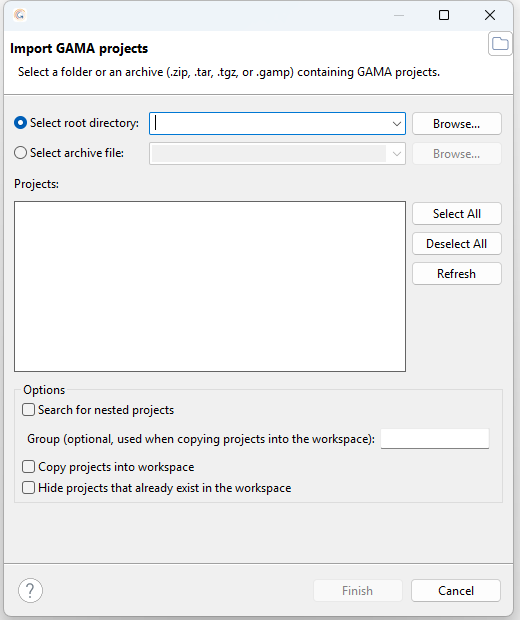 Import GAMA projects
Select a folder or an archive (.zip, .tar, .tgz, or .gamp) containing GAMA projects.
Select root directory:
Browse...
Select archive file:
Browse...
Projects:
Select All
Deselect All
Refresh
Options
Search for nested projects
Group (optional, used when copying projects into the workspace):
Copy projects into workspace
Hide projects that already exist in the workspace
?
Finish
Cancel